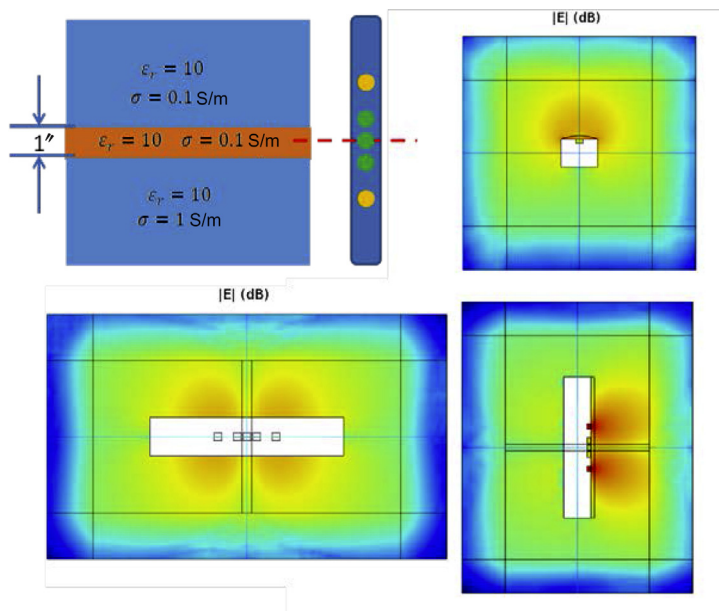 εᵣ = 10
σ = 0.1 S/m
1″
εᵣ = 10 σ = 0.1 S/m
εᵣ = 10
σ = 1 S/m
|E| (dB)
|E| (dB)